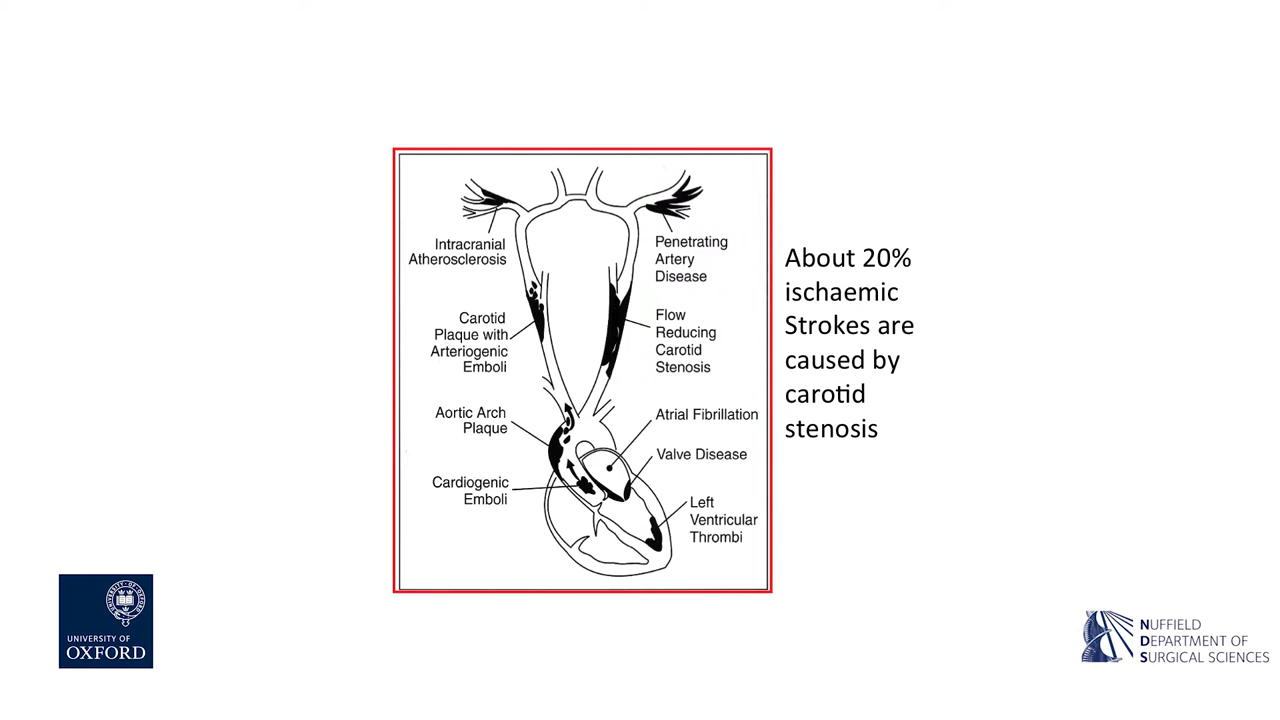 Intracranial
Atherosclerosis
Penetrating
Artery
Disease
Carotid
Plaque with
Arteriogenic
Emboli
Flow
Reducing
Carotid
Stenosis
Aortic Arch
Plaque
Atrial Fibrillation
Valve Disease
Cardiogenic
Emboli
Left
Ventricular
Thrombi
About 20%
ischaemic
Strokes are
caused by
carotid
stenosis
UNIVERSITY OF
OXFORD
NUFFIELD
DEPARTMENT OF
SURGICAL SCIENCES